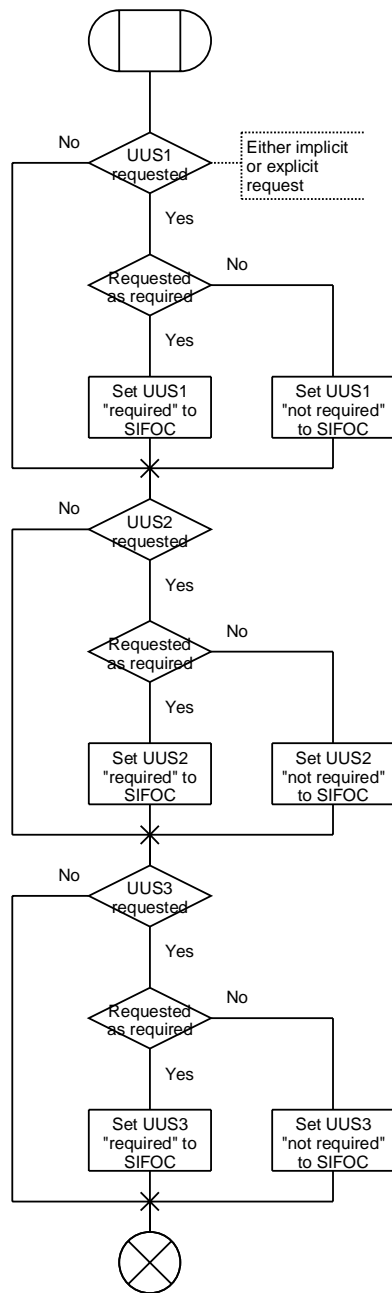 No
UUS1
requested
Either implicit
or explicit
request
Yes
Requested
as required
No
Yes
Set UUS1
"required" to
SIFOC
Set UUS1
"not required"
to SIFOC
No
UUS2
requested
Yes
Requested
as required
No
Yes
Set UUS2
"required" to
SIFOC
Set UUS2
"not required"
to SIFOC
No
UUS3
requested
Yes
Requested
as required
No
Yes
Set UUS3
"required" to
SIFOC
Set UUS3
"not required"
to SIFOC